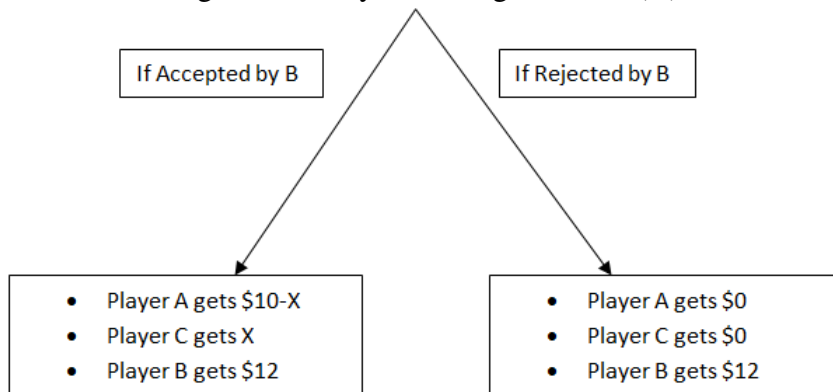 If Accepted by B
If Rejected by B
• Player A gets $10-X
• Player C gets X
• Player B gets $12
• Player A gets $0
• Player C gets $0
• Player B gets $12